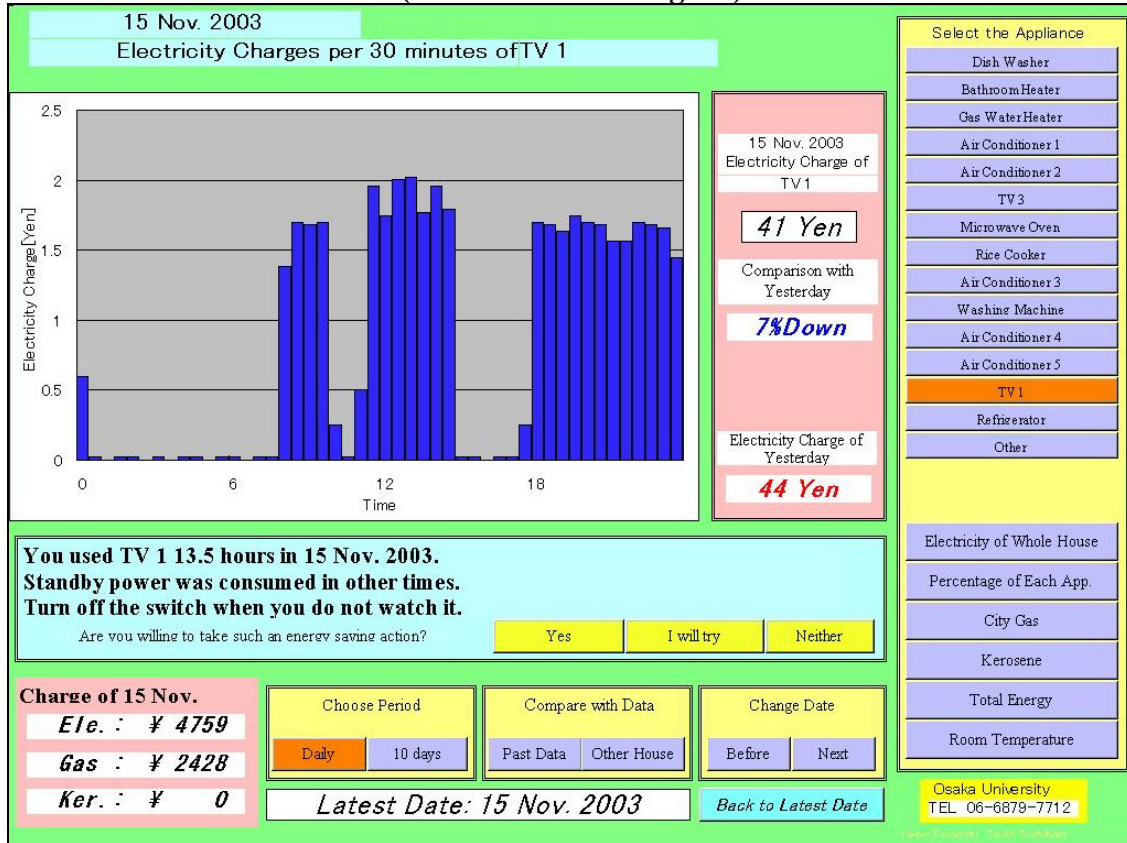 15 Nov. 2003
Electricity Charges per 30 minutes of TV 1
2.5
2
1.5
1
0.5
0
Electricity Charge[Yen]
0 6 12 18
Time
15 Nov. 2003
Electricity Charge of
TV1
41 Yen
Comparison with
Yesterday
7%Down
Electricity Charge of
Yesterday
44 Yen
Select the Appliance
Dish Washer
Bathroom Heater
Gas Water Heater
Air Conditioner 1
Air Conditioner 2
TV 3
Microwave Oven
Rice Cooker
Air Conditioner 3
Washing Machine
Air Conditioner 4
Air Conditioner 5
TV 1
Refrigerator
Other
Electricity of Whole House
Percentage of Each App.
City Gas
Kerosene
Total Energy
Room Temperature
You used TV 1 13.5 hours in 15 Nov. 2003.
Standby power was consumed in other times.
Turn off the switch when you do not watch it.
Are you willing to take such an energy saving action?
Yes I will try Neither
Charge of 15 Nov.
Ele. : ¥ 4759
Gas : ¥ 2428
Ker. : ¥ 0
Choose Period
Daily 10 days
Compare with Data
Past Data Other House
Change Date
Before Next
Latest Date: 15 Nov. 2003
Back to Latest Date
Osaka University
TEL 06-6879-7712